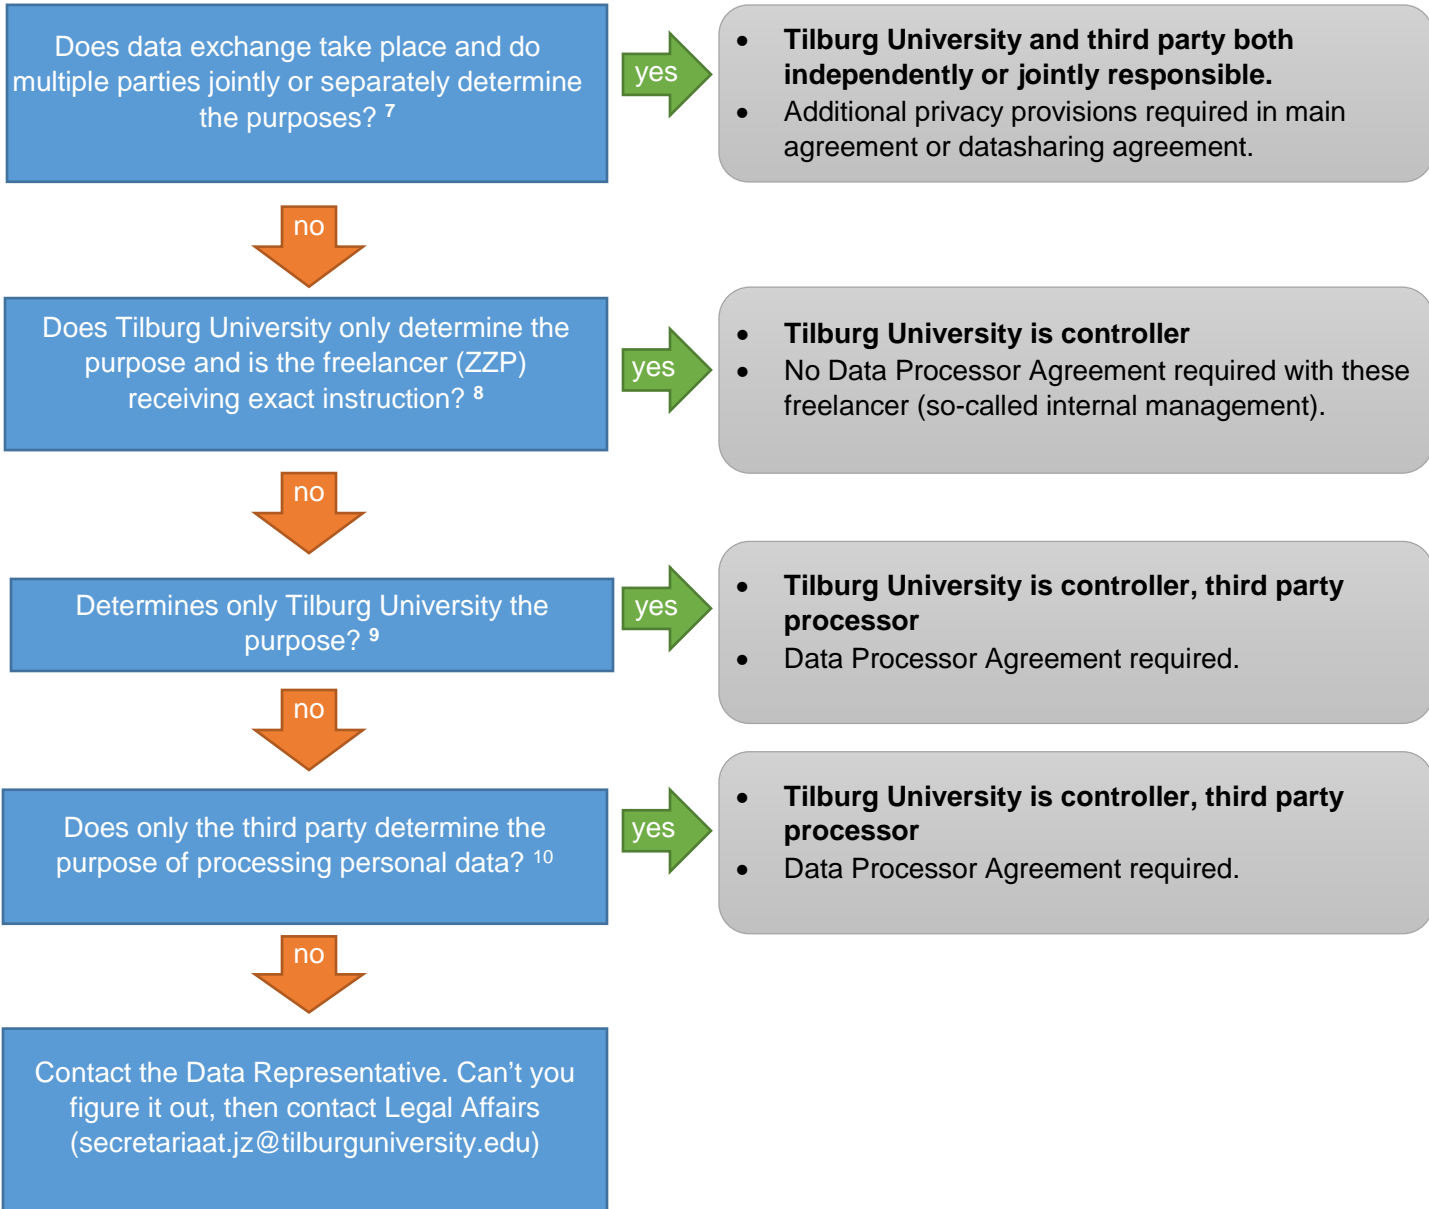 Does data exchange take place and do
multiple parties jointly or separately determine
the purposes? 7
yes
• Tilburg University and third party both
independently or jointly responsible.
• Additional privacy provisions required in main
agreement or datasharing agreement.
no
Does Tilburg University only determine the
purpose and is the freelancer (ZZP)
receiving exact instruction? 8
yes
• Tilburg University is controller
• No Data Processor Agreement required with these
freelancer (so-called internal management).
no
Determines only Tilburg University the
purpose? 9
yes
• Tilburg University is controller, third party
processor
• Data Processor Agreement required.
no
Does only the third party determine the
purpose of processing personal data? 10
yes
• Tilburg University is controller, third party
processor
• Data Processor Agreement required.
no
Contact the Data Representative. Can’t you
figure it out, then contact Legal Affairs
(secretariaat.jz@tilburguniversity.edu)